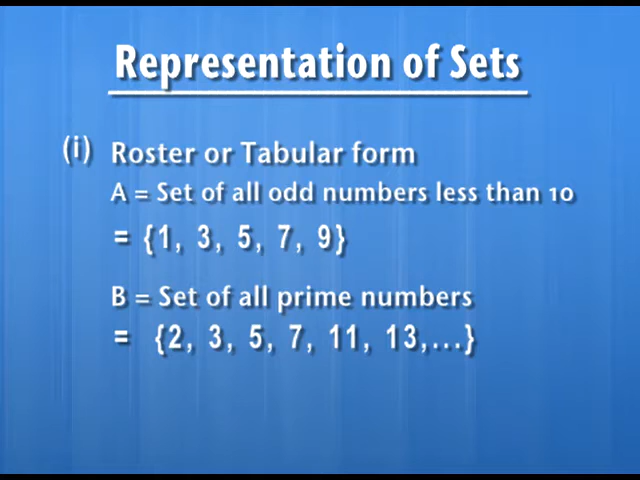 Representation of Sets
(i) Roster or Tabular form
A = Set of all odd numbers less than 10
= {1, 3, 5, 7, 9}
B = Set of all prime numbers
= {2, 3, 5, 7, 11, 13,...}